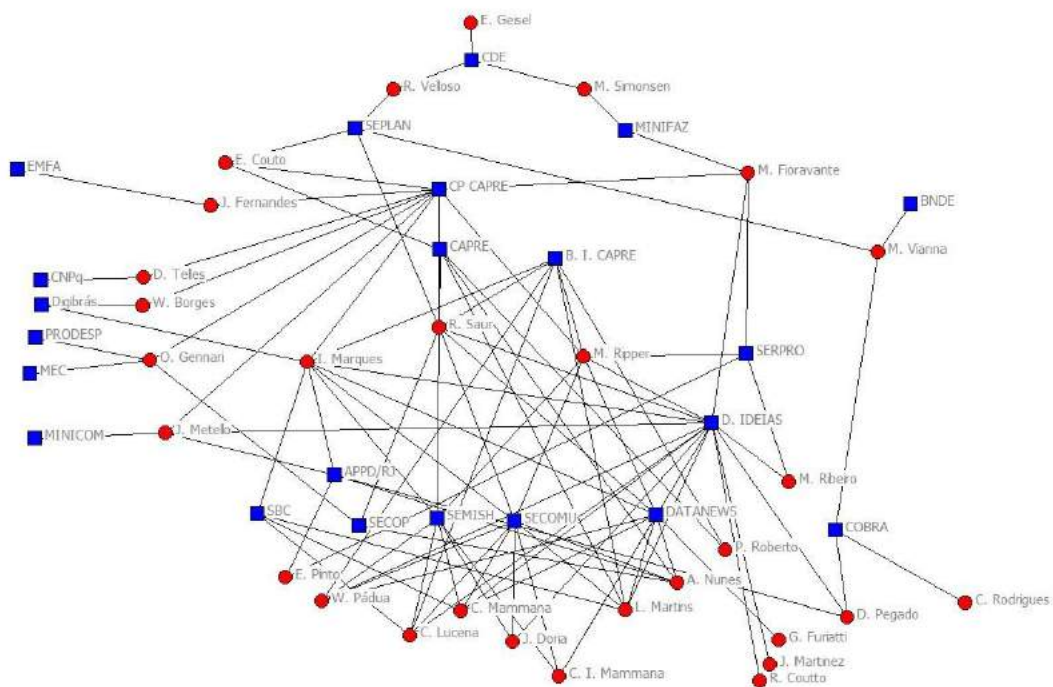 E. Geisel
CDE
R. Velloso
M. Simonsen
SEPLAN
MINIFAZ
E. Couto
M. Fioravante
EMFA
CP CAPRE
J. Fernandes
BNDE
CAPRE
B. I. CAPRE
M. Vianna
CNPq
D. Teles
Digibrás
W. Borges
R. Saur
PRODESP
O. Gennari
I. Marques
M. Ripper
SERPRO
MEC
D. IDEIAS
MINICOM
J. Metello
APPD/RJ
M. Ribeiro
SBC
SECOP
SEMISH
SECOMU
DATANEWS
COBRA
P. Roberto
E. Pinto
A. Nunes
W. Pádua
C. Mammana
L. Martins
D. Pegado
C. Rodrigues
C. Lucena
J. Doria
G. Furiatti
C. I. Mammana
J. Martinez
R. Coutto